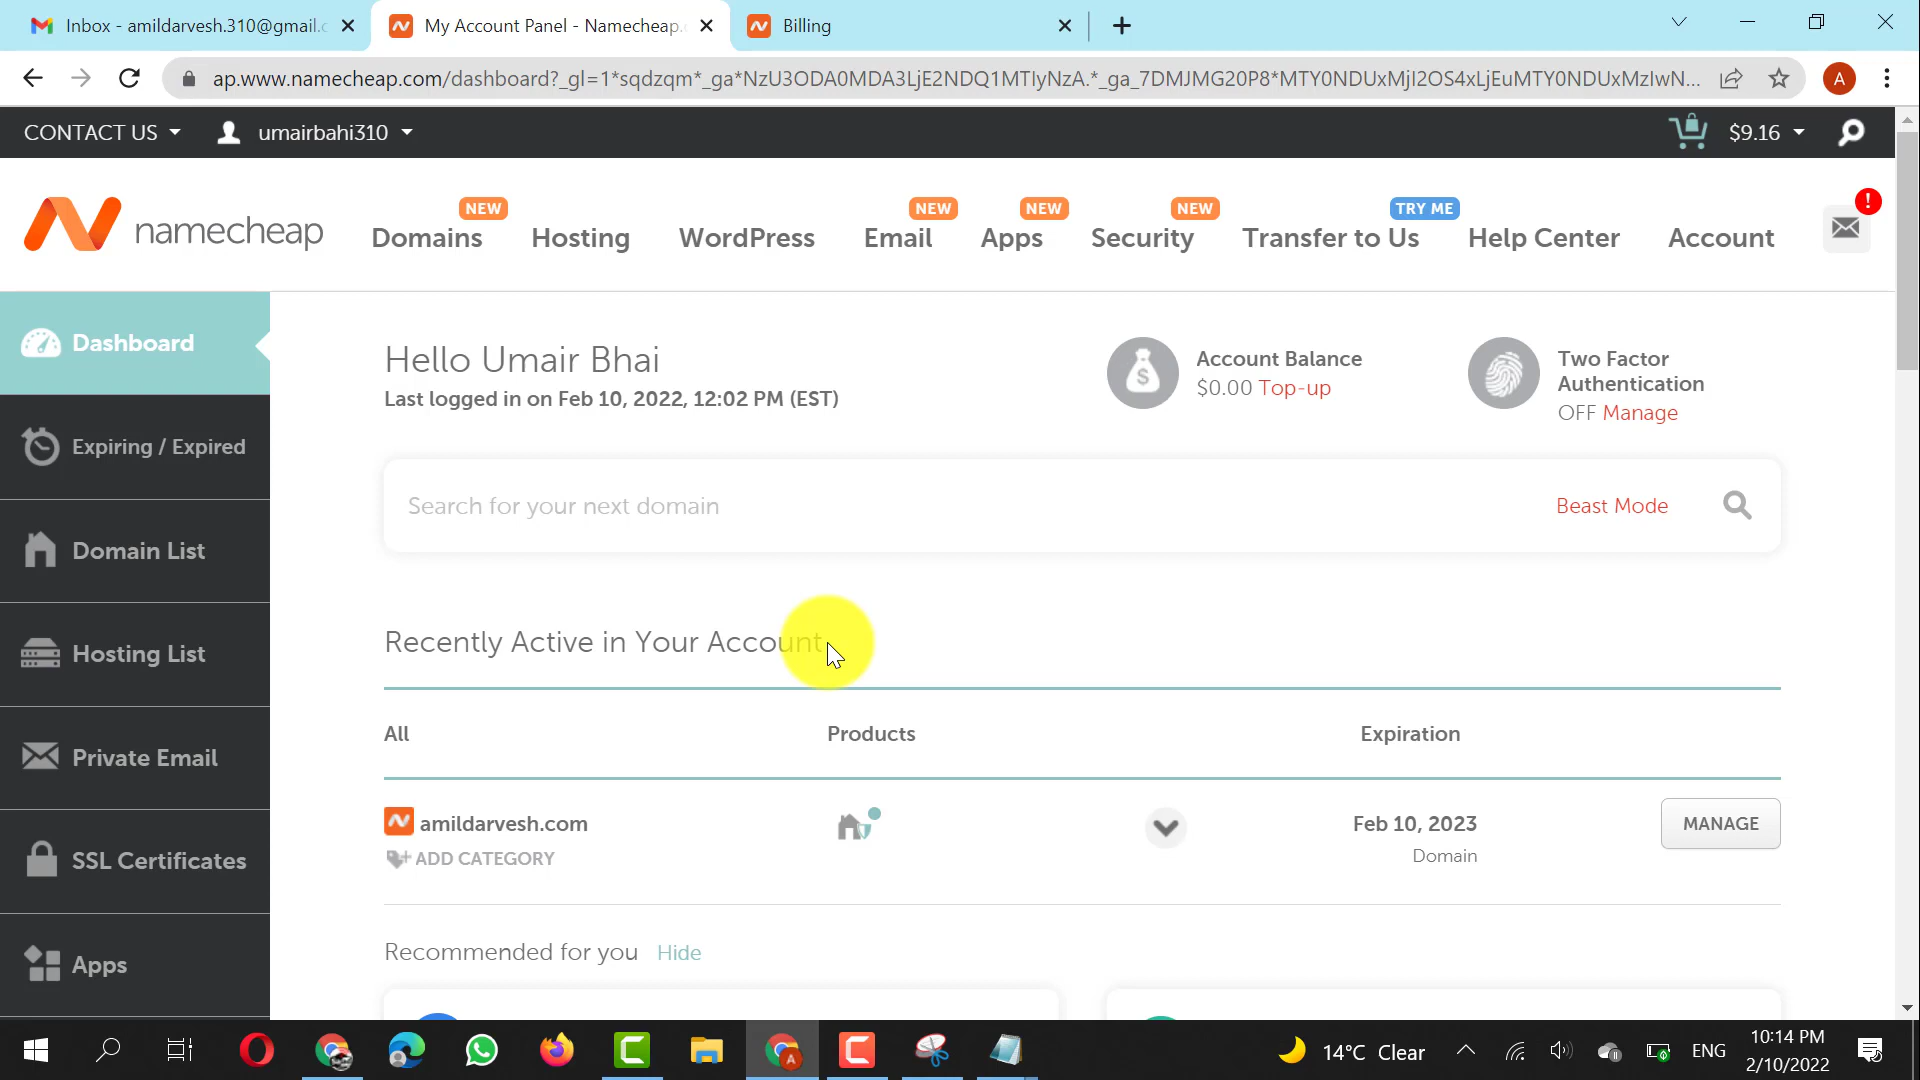 Inbox - amildarvesh.310@gmail.c
My Account Panel - Namecheap.
Billing
ap.www.namecheap.com/dashboard?_gl=1*sqdzqm*_ga*NzU3ODA0MDA3LjE2NDQ1MTIyNzA.*_ga_7DMJMG20P8*MTY0NDUxMjI2OS4xLjEuMTY0NDUxMzIwN...
A
CONTACT US
umairbahi310
$9.16
NEW
NEW
NEW
NEW
TRY ME
!
namecheap
Domains
Hosting
WordPress
Email
Apps
Security
Transfer to Us
Help Center
Account
Dashboard
Expiring / Expired
Domain List
Hosting List
Private Email
SSL Certificates
Apps
Hello Umair Bhai
Last logged in on Feb 10, 2022, 12:02 PM (EST)
$
Account Balance
$0.00 Top-up
Two Factor
Authentication
OFF Manage
Search for your next domain
Beast Mode
Recently Active in Your Account
All
Products
Expiration
amildarvesh.com
ADD CATEGORY
Feb 10, 2023
Domain
MANAGE
Recommended for you
Hide
A
14°C Clear
ENG
10:14 PM
2/10/2022